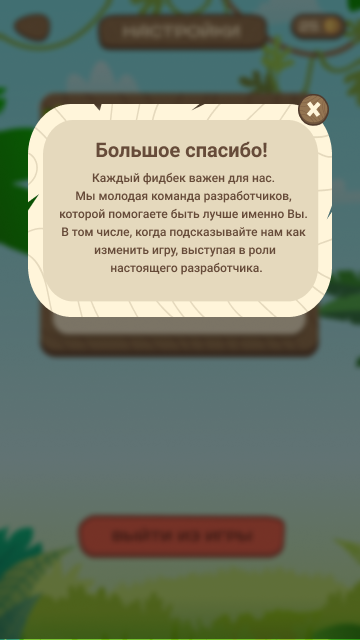 НАСТРОЙКИ
Большое спасибо!
Каждый фидбек важен для нас.
Мы молодая команда разработчиков,
которой помогаете быть лучше именно Вы.
В том числе, когда подсказывайте нам как
изменить игру, выступая в роли
настоящего разработчика.
ВЫЙТИ ИЗ ИГРЫ